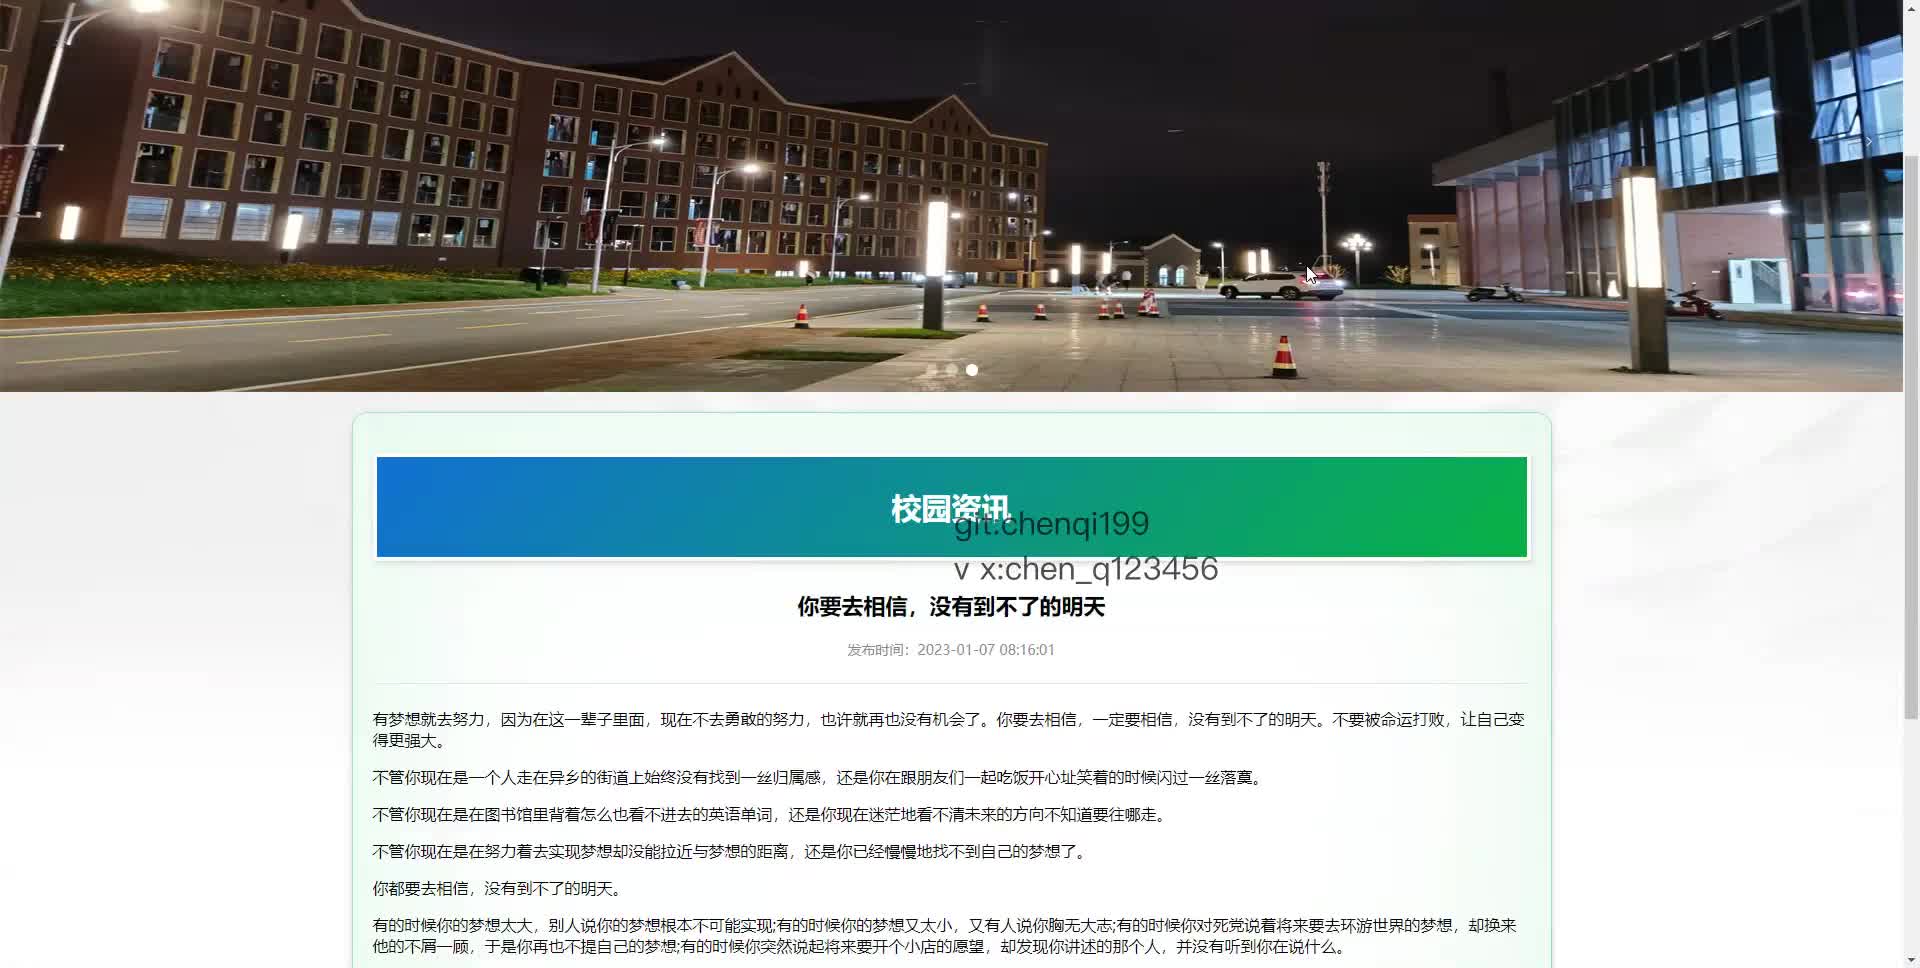 校园资讯
git:chenqi199
v x:chen_q123456
你要去相信，没有到不了的明天
发布时间：2023-01-07 08:16:01
有梦想就去努力，因为在这一辈子里面，现在不去勇敢的努力，也许就再也没有机会了。你要去相信，一定要相信，没有到不了的明天。不要被命运打败，让自己变
得更强大。
不管你现在是一个人走在异乡的街道上始终没有找到一丝归属感，还是你在跟朋友们一起吃饭开心址笑着的时候闪过一丝落寞。
不管你现在是在图书馆里背着怎么也看不进去的英语单词，还是你现在迷茫地看不清未来的方向不知道要往哪走。
不管你现在是在努力着去实现梦想却没能拉近与梦想的距离，还是你已经慢慢地找不到自己的梦想了。
你都要去相信，没有到不了的明天。
有的时候你的梦想太大，别人说你的梦想根本不可能实现;有的时候你的梦想又太小，又有人说你胸无大志;有的时候你对死党说着将来要去环游世界的梦想，却换来
他的不屑一顾，于是你再也不提自己的梦想;有的时候你突然说起将来要开个小店的愿望，却发现你讲述的那个人，并没有听到你在说什么。